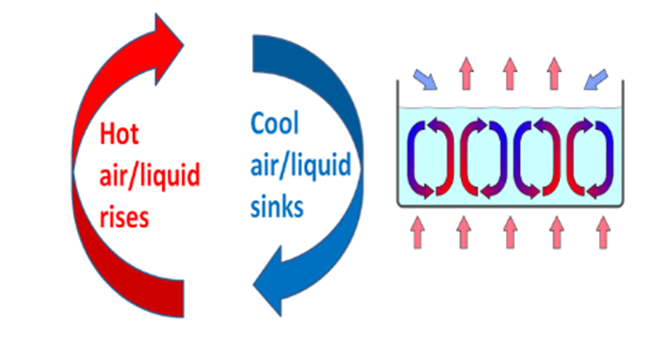 Hot
air/liquid
rises
Cool
air/liquid
sinks